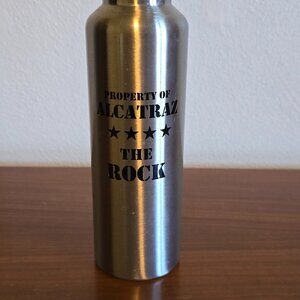 PROPERTY OF
ALCATRAZ
★ ★ ★ ★
THE
ROCK